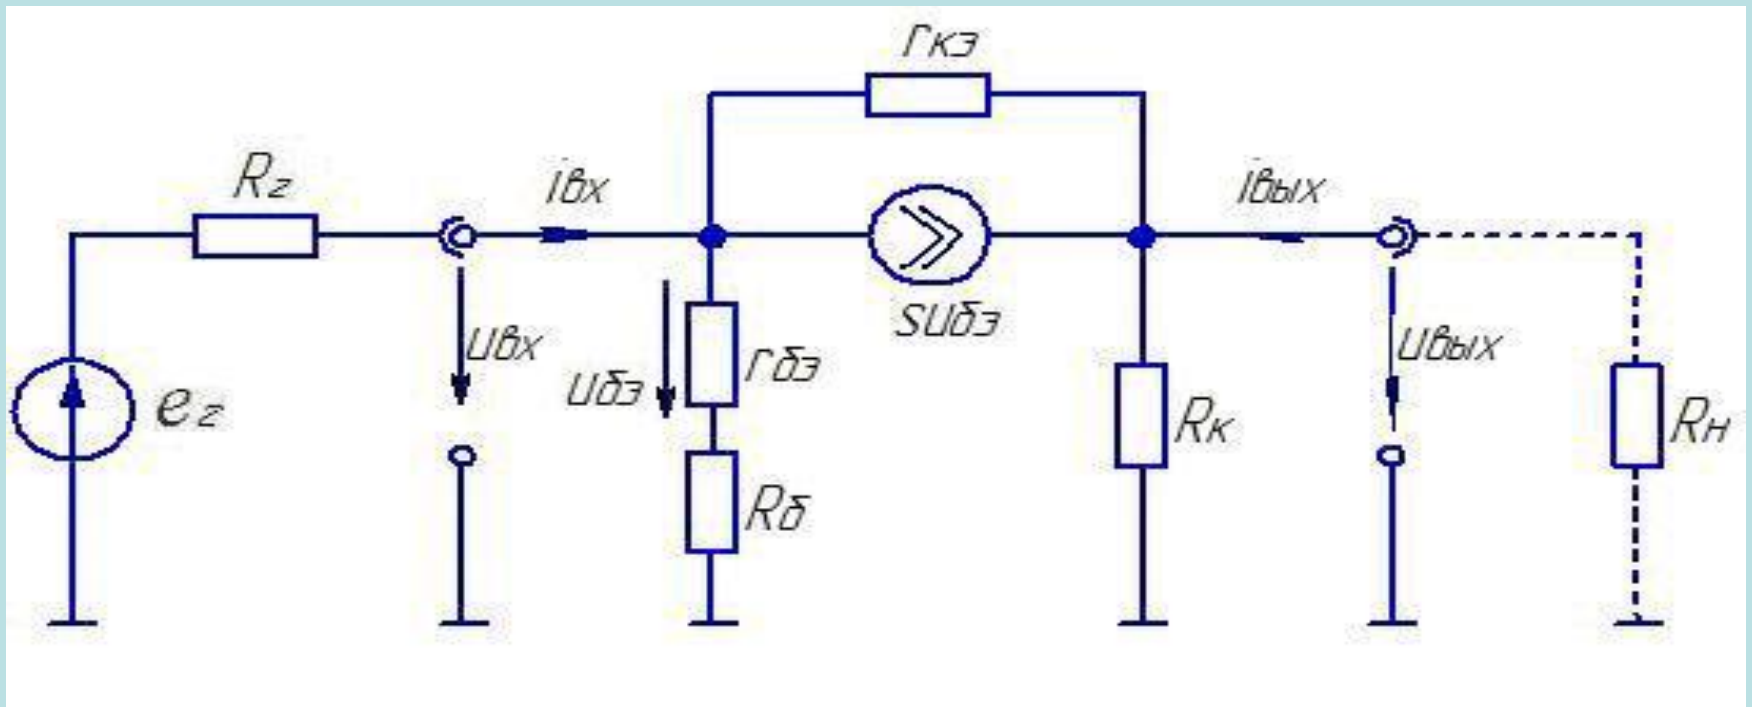 rкэ
Rг
iвх
iвых
SUбэ
Uвх
Uбэ
rбэ
Uвых
eг
Rк
Rн
Rб